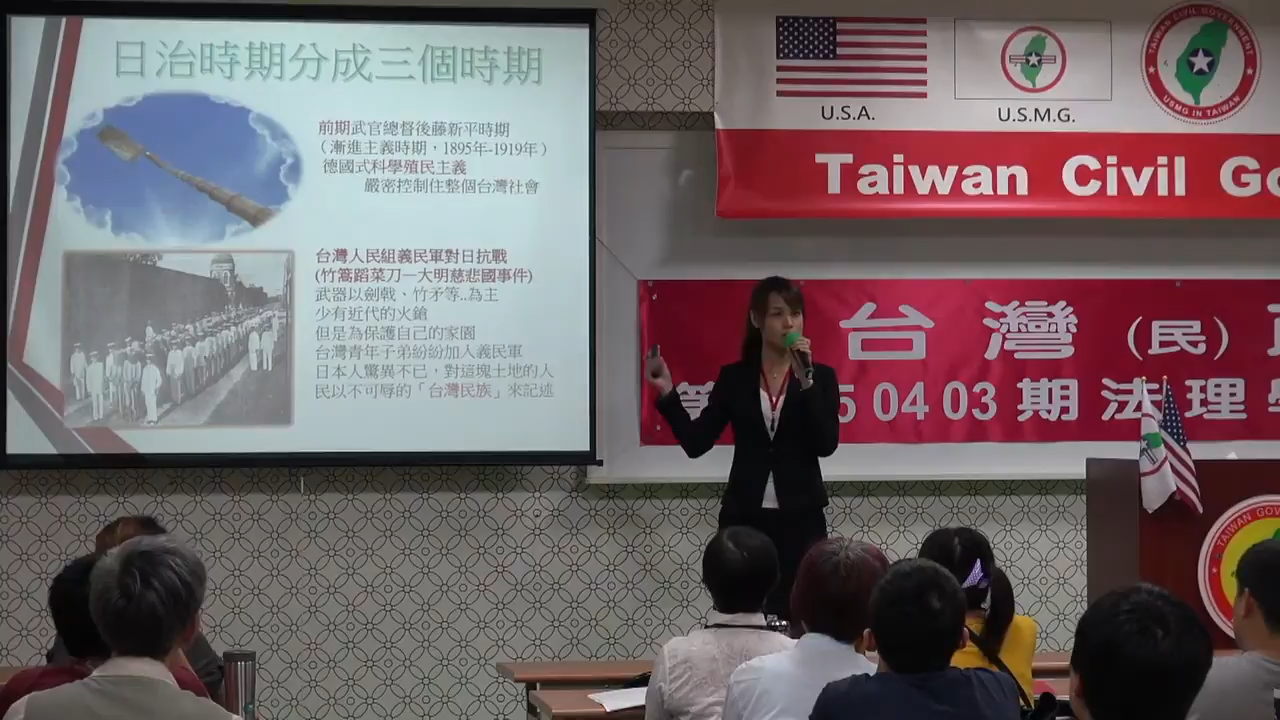 日治時期分成三個時期
前期武官總督後藤新平時期
(漸進主義時期，1895年-1919年)
德國式科學殖民主義
嚴密控制住整個台灣社會
台灣人民組義民軍對日抗戰
(竹篙蹈菜刀—大明慈悲國事件)
武器以劍戟、竹矛等..為主
少有近代的火鎗
但是為保護自己的家園
台灣青年子弟紛紛加入義民軍
日本人驚異不已，對這塊土地的人
民以不可辱的「台灣民族」來記述
U.S.A.
U.S.M.G.
TAIWAN CIVIL GOVERNMENT
USMG IN TAIWAN
Taiwan Civil
台灣(民)
04 03 期法理
TAIWAN